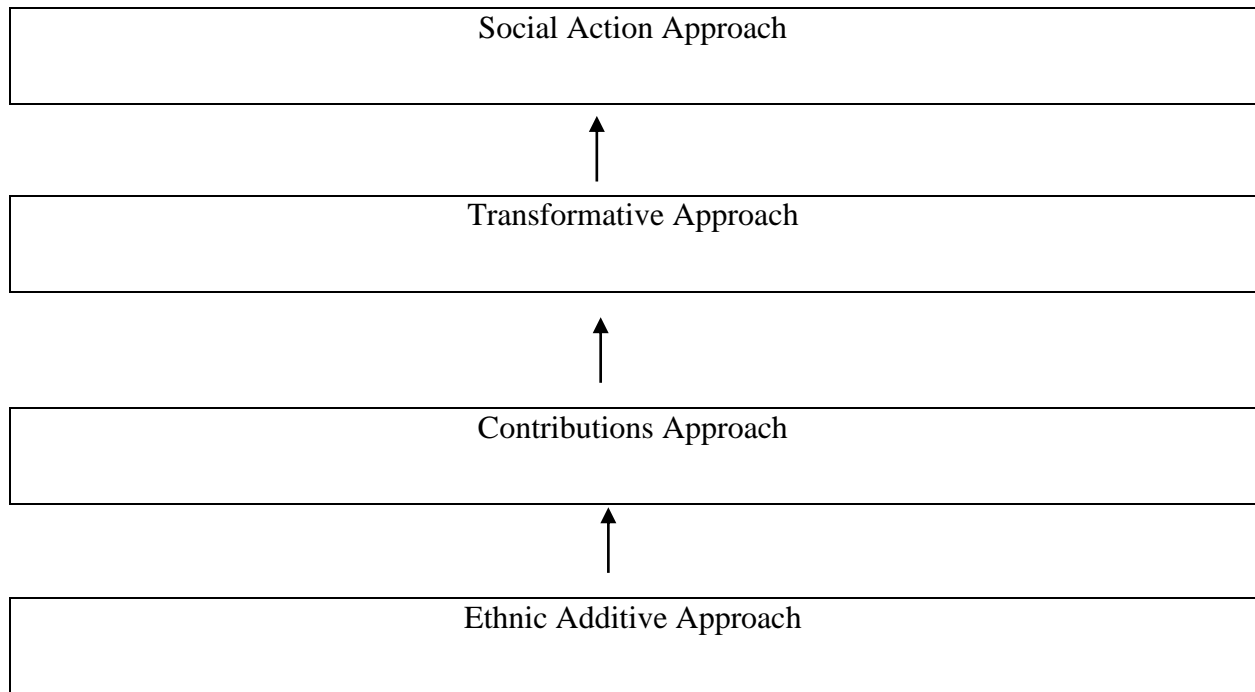 Social Action Approach
Transformative Approach
Contributions Approach
Ethnic Additive Approach